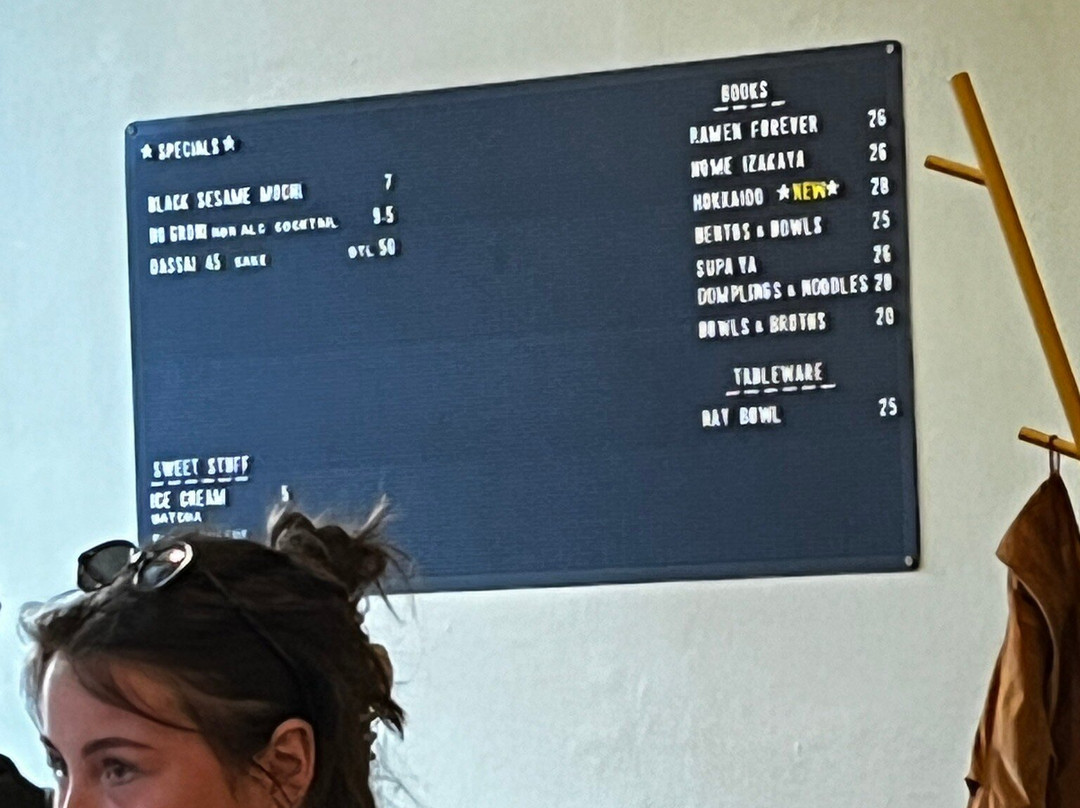 ★ SPECIALS ★
BLACK SESAME MOCHI 7
NON ALC COCKTAIL 9.5
DASSAI 45 SAKE BTL 50
SWEET STUFF
ICE CREAM 5
MATCHA
BOOKS
RAMEN FOREVER 26
HOME IZAKAYA 26
HOKKAIDO ★NEW★ 28
BENTOS & BOWLS 25
SUPA YA 26
DUMPLINGS & NOODLES 20
BOWLS & BROTHS 20
TABLEWARE
RAY BOWL 25